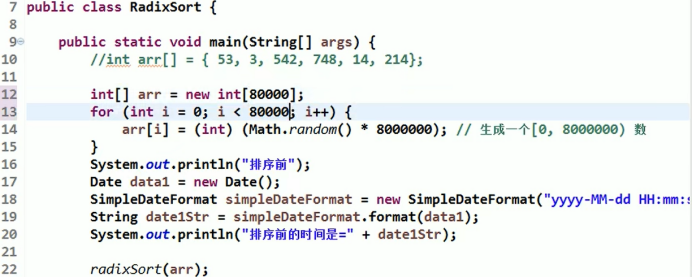 7 public class RadixSort {
8
9 public static void main(String[] args) {
10 //int arr[] = { 53, 3, 542, 748, 14, 214};
11
12 int[] arr = new int[80000];
13 for (int i = 0; i < 80000; i++) {
14 arr[i] = (int) (Math.random() * 8000000); // 生成一个[0, 8000000) 数
15 }
16 System.out.println("排序前");
17 Date data1 = new Date();
18 SimpleDateFormat simpleDateFormat = new SimpleDateFormat("yyyy-MM-dd HH:mm:s
19 String date1Str = simpleDateFormat.format(data1);
20 System.out.println("排序前的时间是=" + date1Str);
21
22 radixSort(arr);